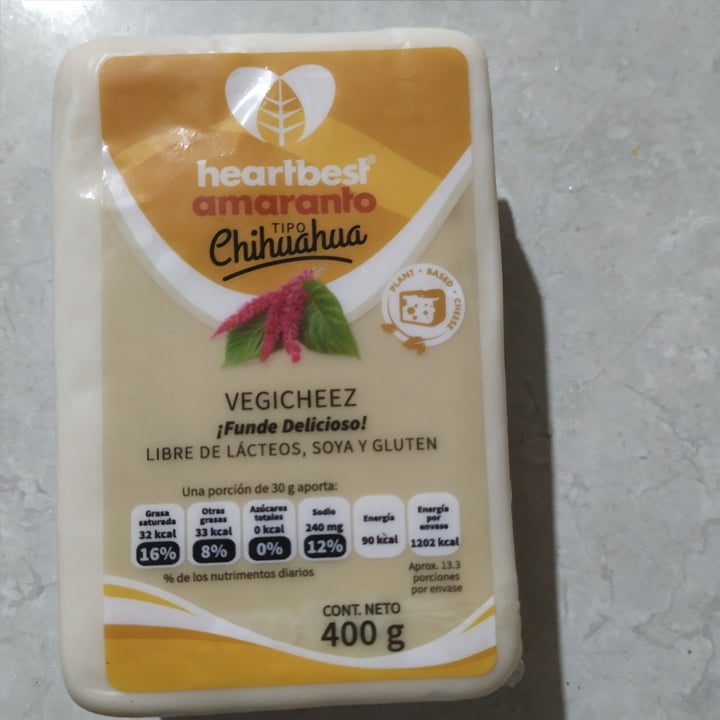 heartbest®
amaranto
TIPO
Chihuahua
PLANT • BASED • CHEESE
VEGICHEEZ
¡Funde Delicioso!
LIBRE DE LÁCTEOS, SOYA Y GLUTEN
Una porción de 30 g aporta:
Grasa saturada 32 kcal 16%
Otras grasas 33 kcal 8%
Azúcares totales 0 kcal 0%
Sodio 240 mg 12%
Energía 90 kcal
Energía por envase 1202 kcal
% de los nutrimentos diarios
Aprox. 13.3
porciones
por envase
CONT. NETO
400 g